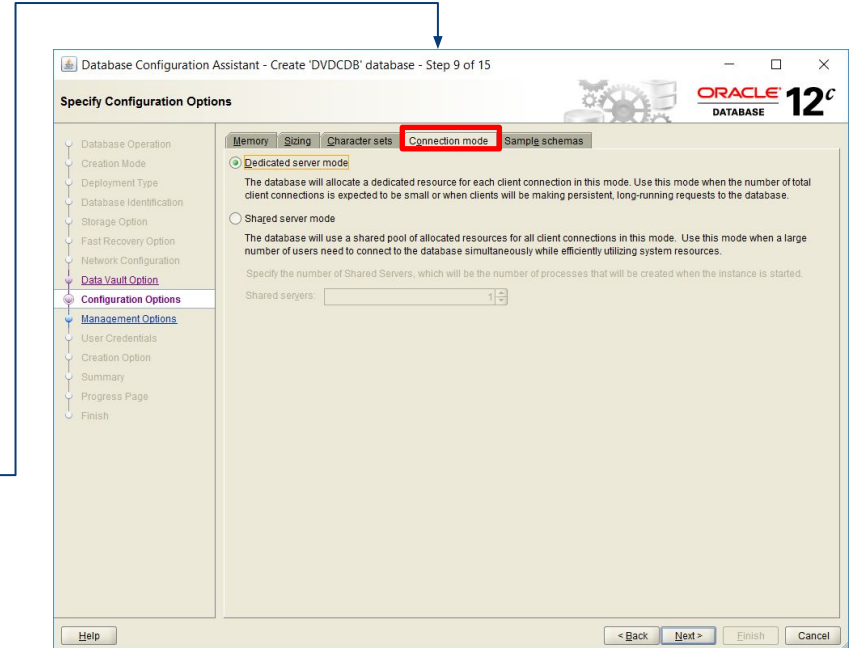 Database Configuration Assistant - Create 'DVDCDB' database - Step 9 of 15
Specify Configuration Options
ORACLE
DATABASE
12c
Database Operation
Creation Mode
Deployment Type
Database Identification
Storage Option
Fast Recovery Option
Network Configuration
Data Vault Option
Configuration Options
Management Options
User Credentials
Creation Option
Summary
Progress Page
Finish
Memory Sizing Character sets Connection mode Sample schemas
Dedicated server mode
The database will allocate a dedicated resource for each client connection in this mode. Use this mode when the number of total
client connections is expected to be small or when clients will be making persistent, long-running requests to the database.
Shared server mode
The database will use a shared pool of allocated resources for all client connections in this mode. Use this mode when a large
number of users need to connect to the database simultaneously while efficiently utilizing system resources.
Specify the number of Shared Servers, which will be the number of processes that will be created when the instance is started.
Shared servers: 1
Help < Back Next > Finish Cancel